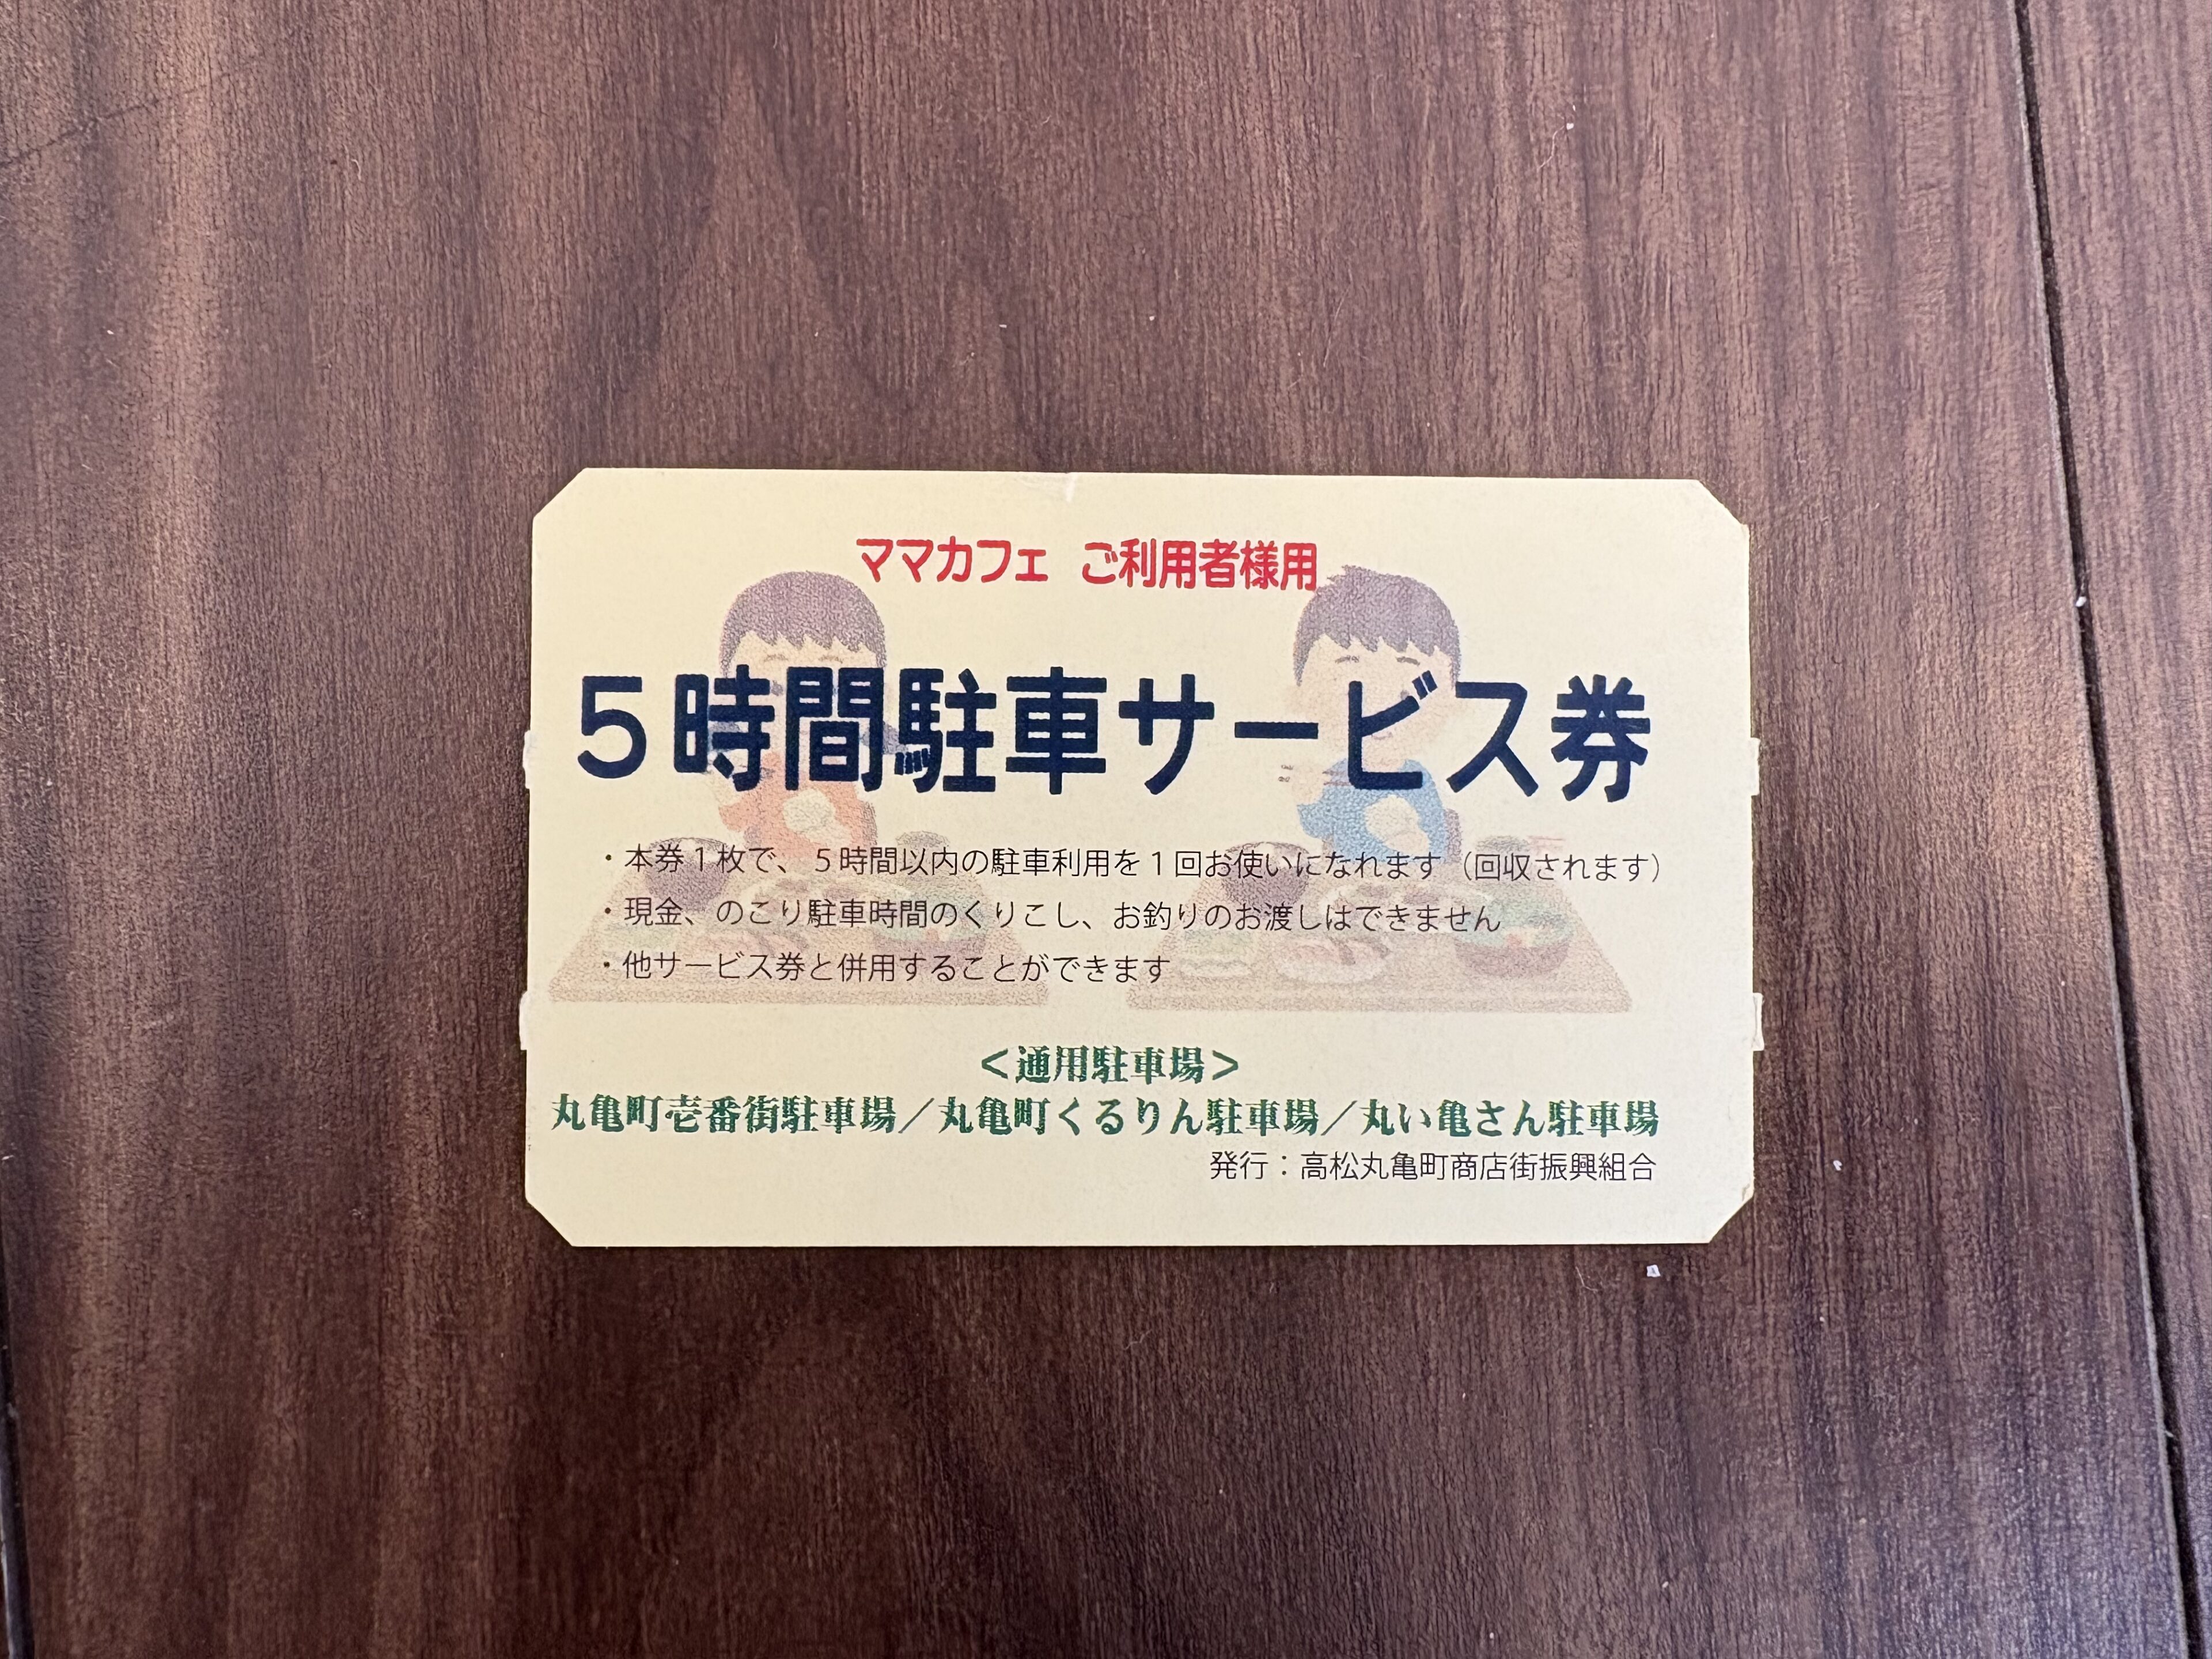 ママカフェ ご利用者様用
５時間駐車サービス券
・本券１枚で、５時間以内の駐車利用を１回お使いになれます（回収されます）
・現金、のこり駐車時間のくりこし、お釣りのお渡しはできません
・他サービス券と併用することができます
＜通用駐車場＞
丸亀町壱番街駐車場／丸亀町くるりん駐車場／丸い亀さん駐車場
発行：高松丸亀町商店街振興組合